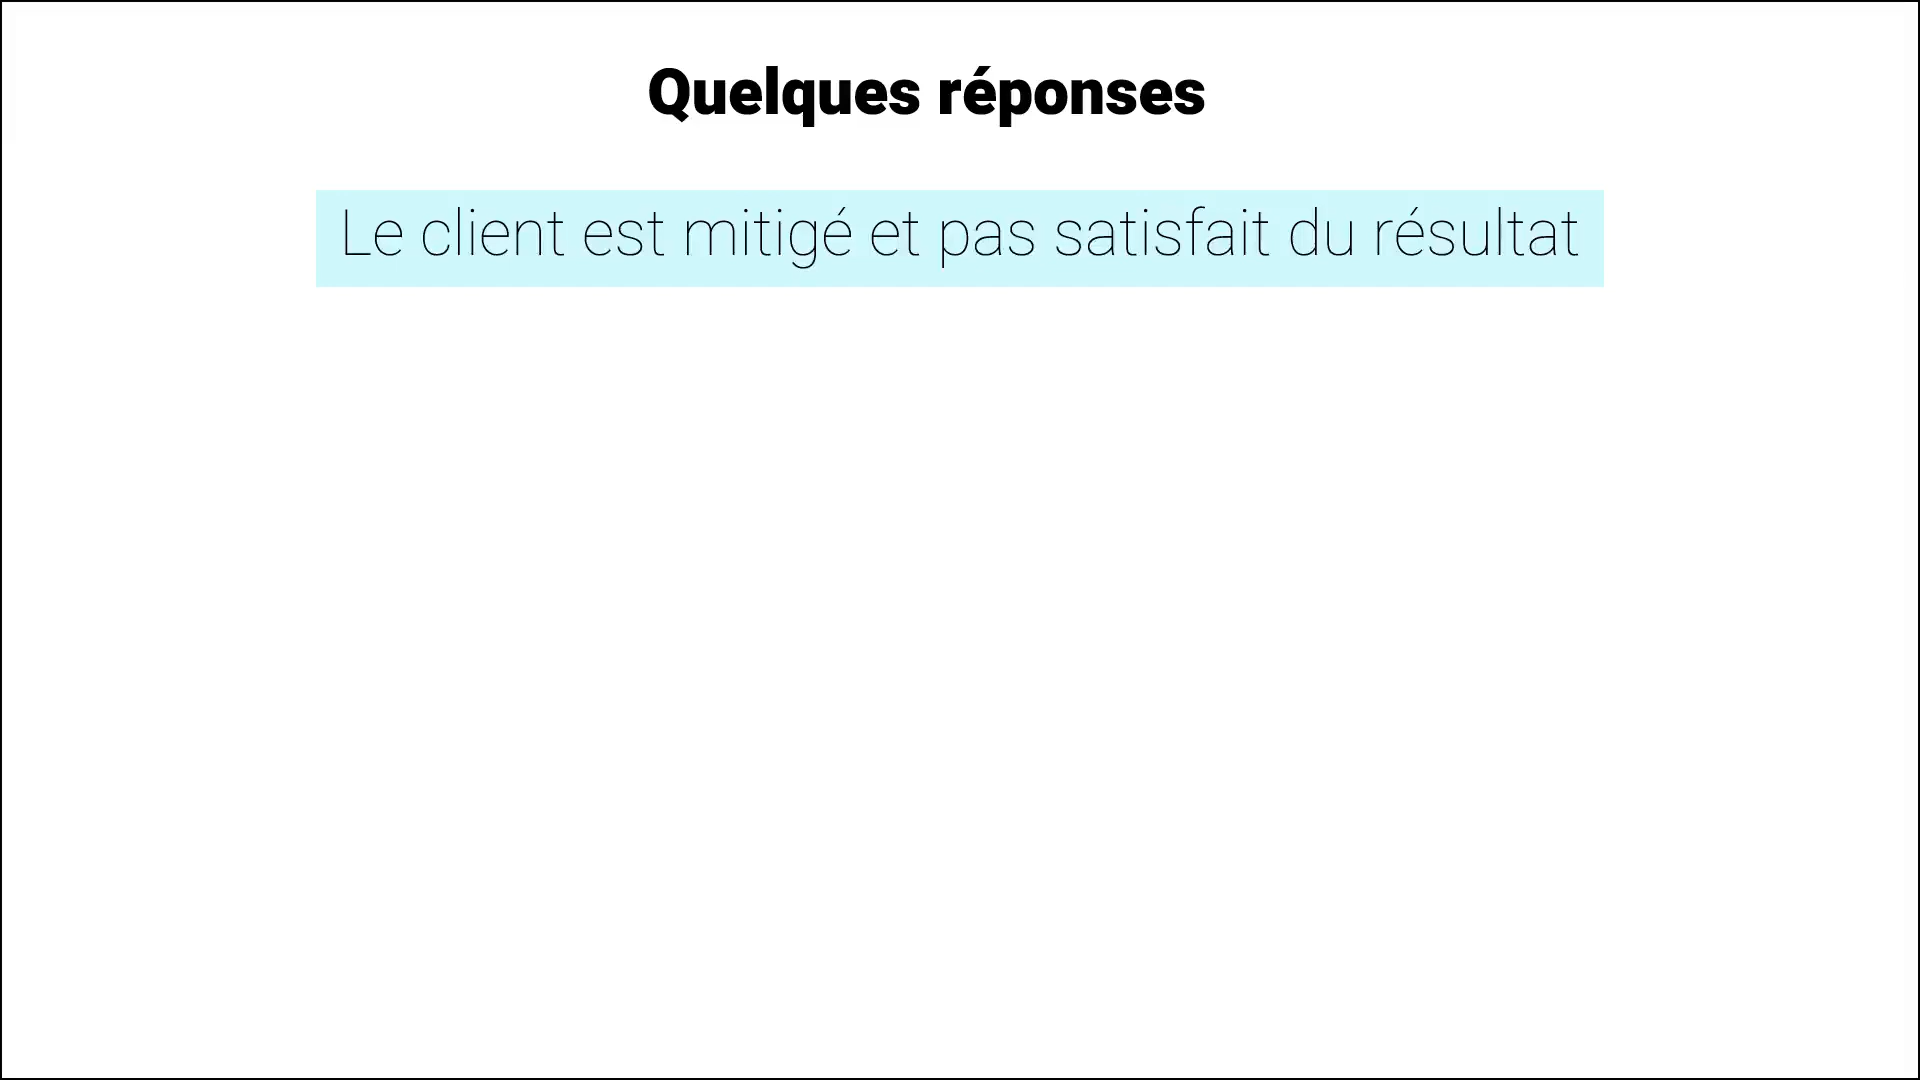 Quelques réponses
Le client est mitigé et pas satisfait du résultat